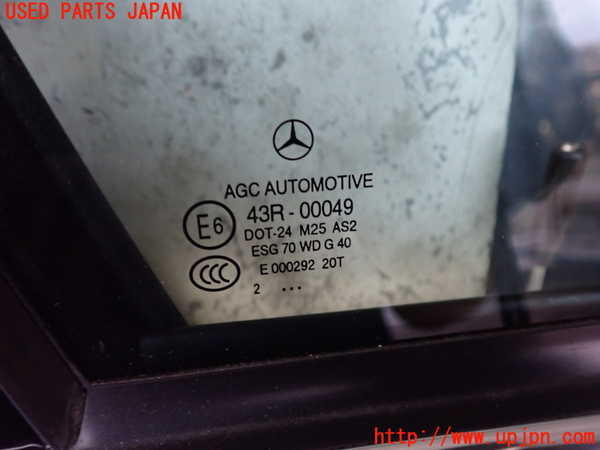 USED PARTS JAPAN
AGC AUTOMOTIVE
E6 43R - 00049
DOT-24 M25 AS2
ESG 70 WD G 40
CCC E 000292 20T
2 ...
http://www.upjpn.com/